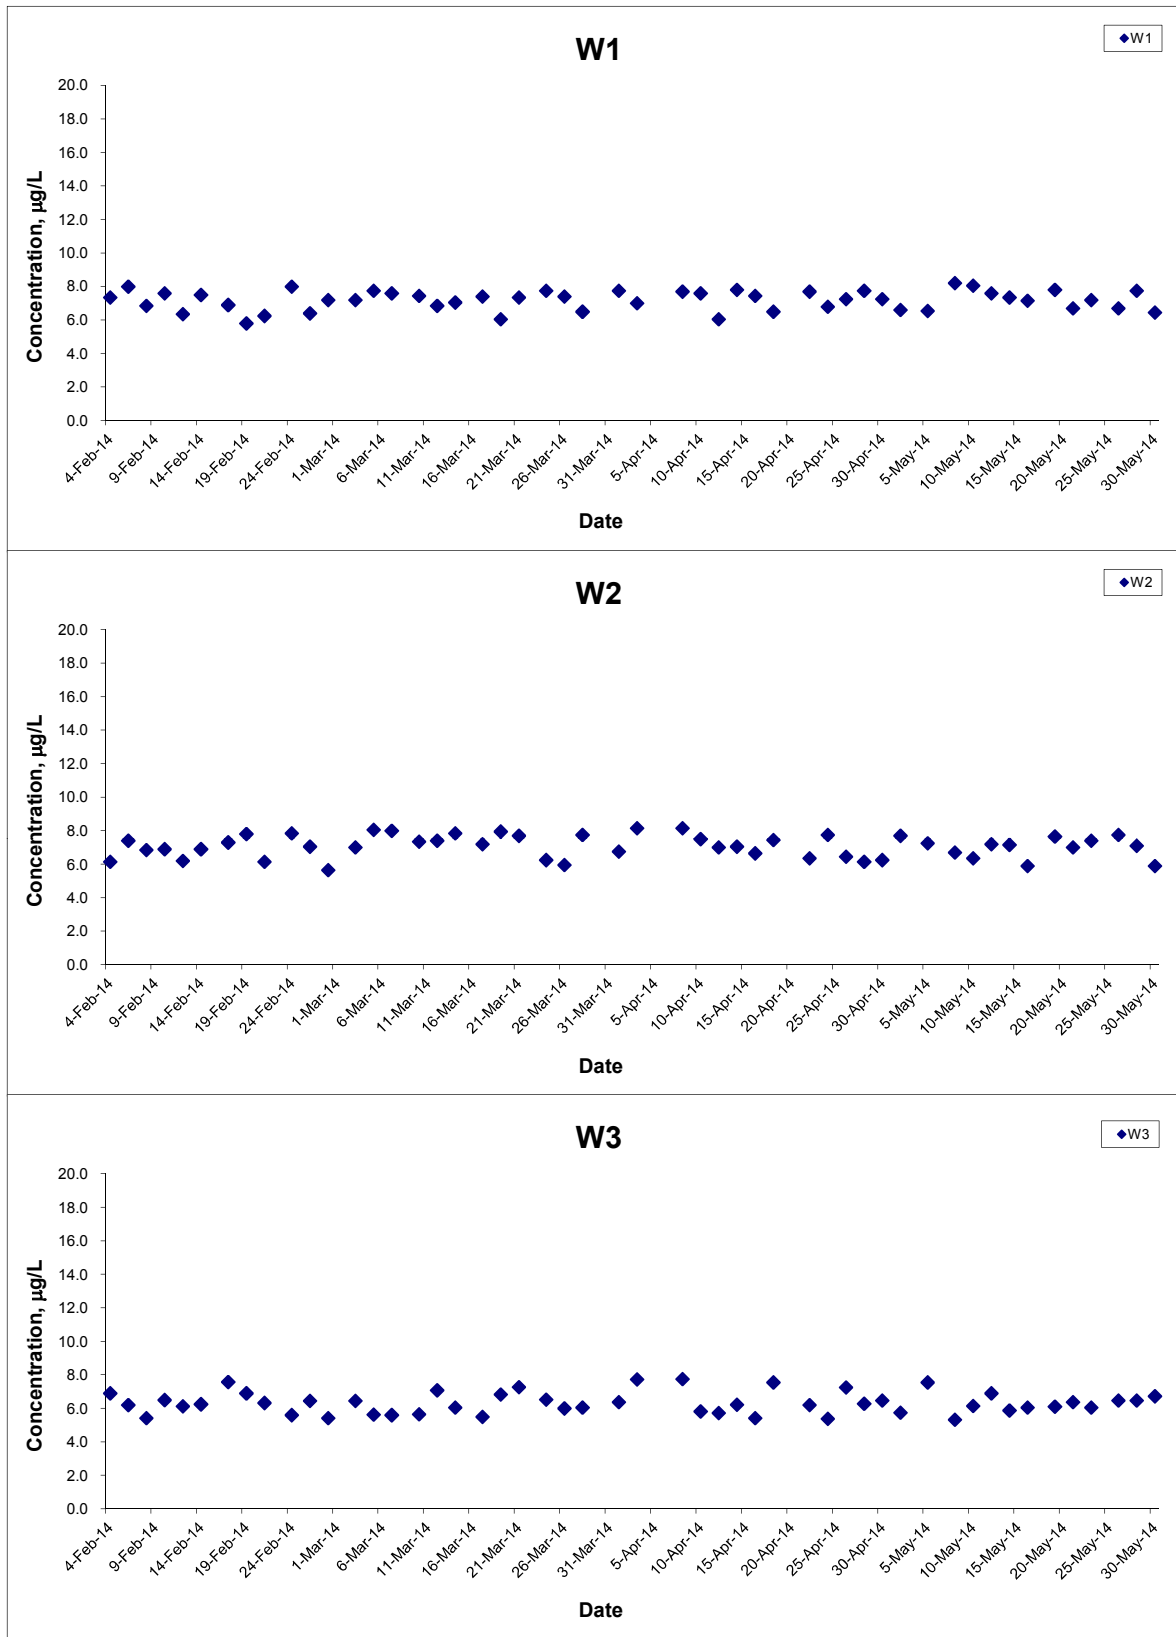 W1
W1
20.0
18.0
16.0
14.0
12.0
10.0
8.0
6.0
4.0
2.0
0.0
Concentration, µg/L
4-Feb-14
9-Feb-14
14-Feb-14
19-Feb-14
24-Feb-14
1-Mar-14
6-Mar-14
11-Mar-14
16-Mar-14
21-Mar-14
26-Mar-14
31-Mar-14
5-Apr-14
10-Apr-14
15-Apr-14
20-Apr-14
25-Apr-14
30-Apr-14
5-May-14
10-May-14
15-May-14
20-May-14
25-May-14
30-May-14
Date
W2
W2
20.0
18.0
16.0
14.0
12.0
10.0
8.0
6.0
4.0
2.0
0.0
Concentration, µg/L
4-Feb-14
9-Feb-14
14-Feb-14
19-Feb-14
24-Feb-14
1-Mar-14
6-Mar-14
11-Mar-14
16-Mar-14
21-Mar-14
26-Mar-14
31-Mar-14
5-Apr-14
10-Apr-14
15-Apr-14
20-Apr-14
25-Apr-14
30-Apr-14
5-May-14
10-May-14
15-May-14
20-May-14
25-May-14
30-May-14
Date
W3
W3
20.0
18.0
16.0
14.0
12.0
10.0
8.0
6.0
4.0
2.0
0.0
Concentration, µg/L
4-Feb-14
9-Feb-14
14-Feb-14
19-Feb-14
24-Feb-14
1-Mar-14
6-Mar-14
11-Mar-14
16-Mar-14
21-Mar-14
26-Mar-14
31-Mar-14
5-Apr-14
10-Apr-14
15-Apr-14
20-Apr-14
25-Apr-14
30-Apr-14
5-May-14
10-May-14
15-May-14
20-May-14
25-May-14
30-May-14
Date